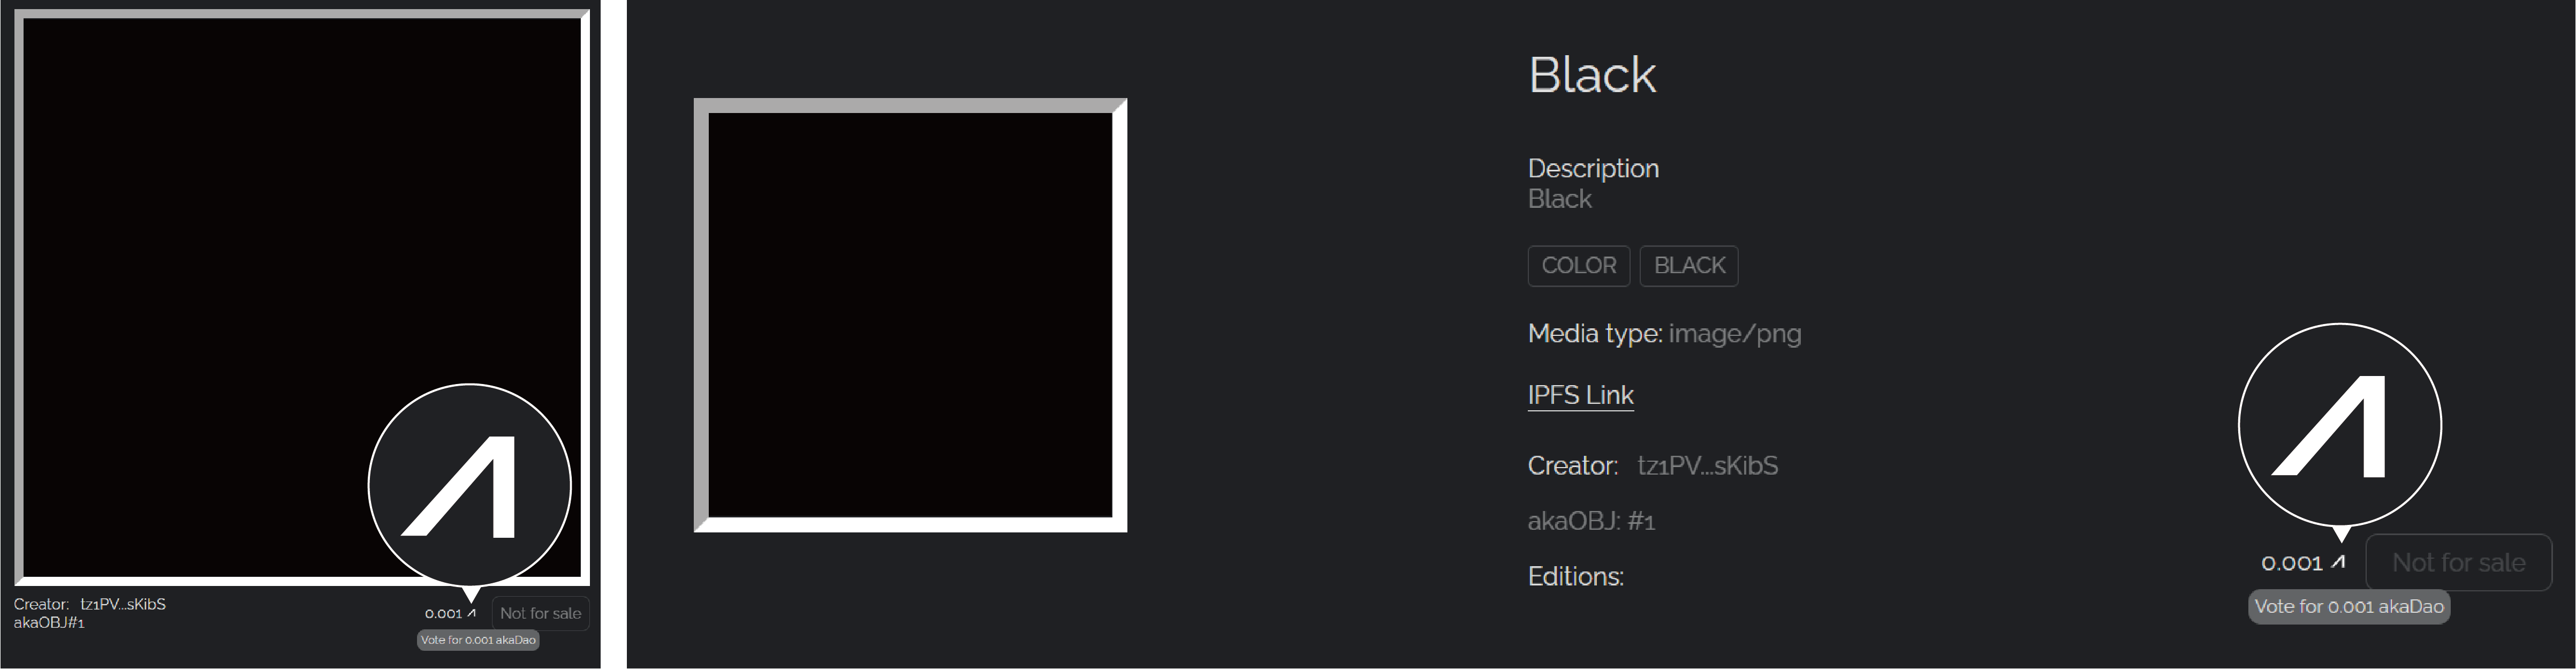 Creator: tz1PV...sKibS
akaOBJ#1
0.001
Not for sale
Vote for 0.001 akaDao
Black
Description
Black
COLOR
BLACK
Media type: image/png
IPFS Link
Creator: tz1PV...sKibS
akaOBJ: #1
Editions:
0.001
Not for sale
Vote for 0.001 akaDao